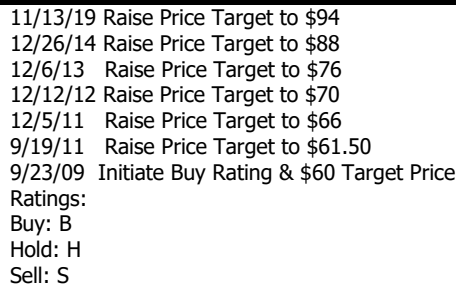 11/13/19 Raise Price Target to $94
12/26/14 Raise Price Target to $88
12/6/13 Raise Price Target to $76
12/12/12 Raise Price Target to $70
12/5/11 Raise Price Target to $66
9/19/11 Raise Price Target to $61.50
9/23/09 Initiate Buy Rating & $60 Target Price
Ratings:
Buy: B
Hold: H
Sell: S